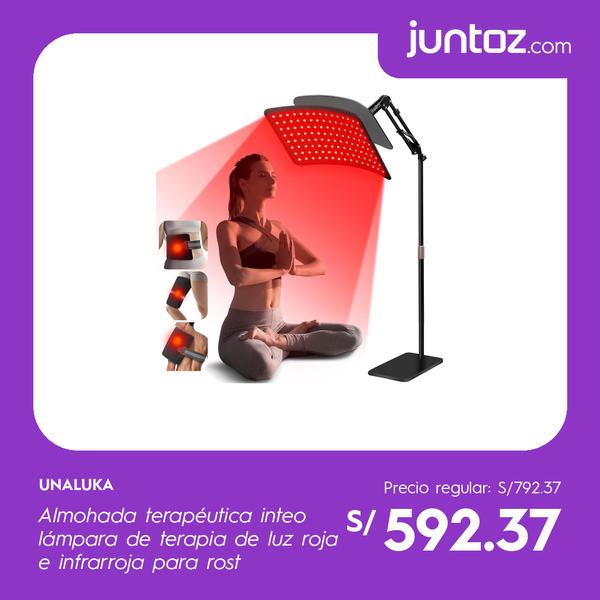 juntoz.com
UNALUKA
Almohada terapéutica inteo
lámpara de terapia de luz roja
e infrarroja para rost
Precio regular: S/792.37
S/ 592.37